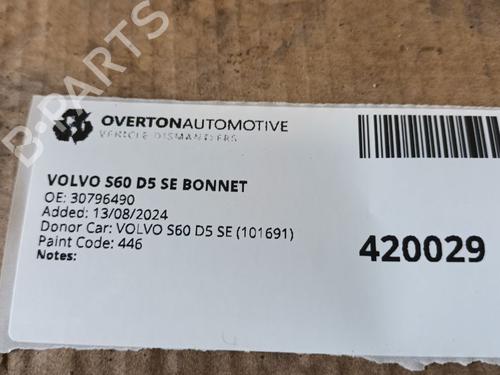 OVERTONAUTOMOTIVE
VEHICLE DISMANTLERS
B-PARTS
VOLVO S60 D5 SE BONNET
OE: 30796490
Added: 13/08/2024
Donor Car: VOLVO S60 D5 SE (101691)
Paint Code: 446
Notes:
420029